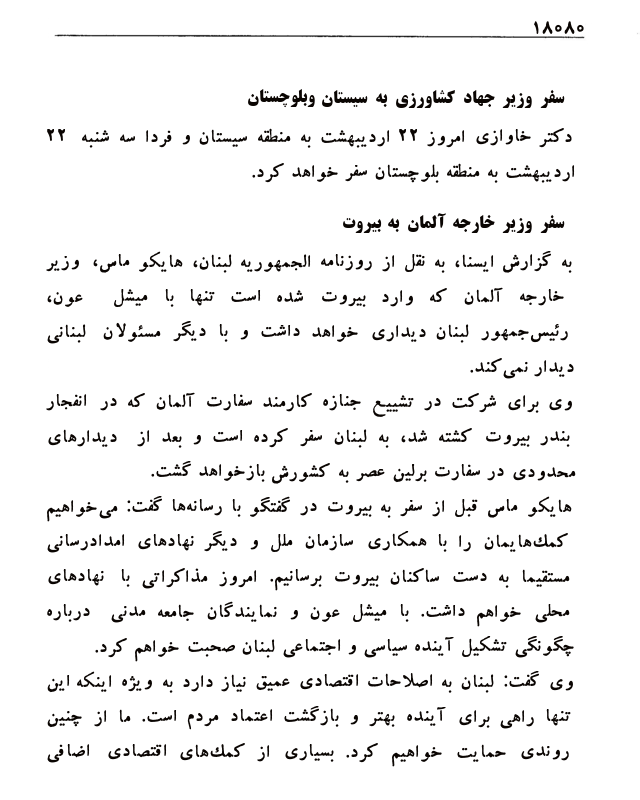 ۱۸۰۸۰
سفر وزیر جهاد کشاورزی به سیستان وبلوچستان
دکتر خاوازی امروز ۲۲ اردیبهشت به منطقه سیستان و فردا سه شنبه ۲۲
اردیبهشت به منطقه بلوچستان سفر خواهد کرد.
سفر وزیر خارجه آلمان به بیروت
به گزارش ایسنا، به نقل از روزنامه الجمهوریه لبنان، هایکو ماس، وزیر
خارجه آلمان که وارد بیروت شده است تنها با میشل عون،
رئیس‌جمهور لبنان دیداری خواهد داشت و با دیگر مسئولان لبنانی
دیدار نمی‌کند.
وی برای شرکت در تشییع جنازه کارمند سفارت آلمان که در انفجار
بندر بیروت کشته شد، به لبنان سفر کرده است و بعد از دیدارهای
محدودی در سفارت برلین عصر به کشورش بازخواهد گشت.
هایکو ماس قبل از سفر به بیروت در گفتگو با رسانه‌ها گفت: می‌خواهیم
کمك‌هایمان را با همکاری سازمان ملل و دیگر نهادهای امدادرسانی
مستقیما به دست ساکنان بیروت برسانیم. امروز مذاکراتی با نهادهای
محلی خواهم داشت. با میشل عون و نمایندگان جامعه مدنی درباره
چگونگی تشکیل آینده سیاسی و اجتماعی لبنان صحبت خواهم کرد.
وی گفت: لبنان به اصلاحات اقتصادی عمیق نیاز دارد به ویژه اینکه این
تنها راهی برای آینده بهتر و بازگشت اعتماد مردم است. ما از چنین
روندی حمایت خواهیم کرد. بسیاری از کمك‌های اقتصادی اضافی